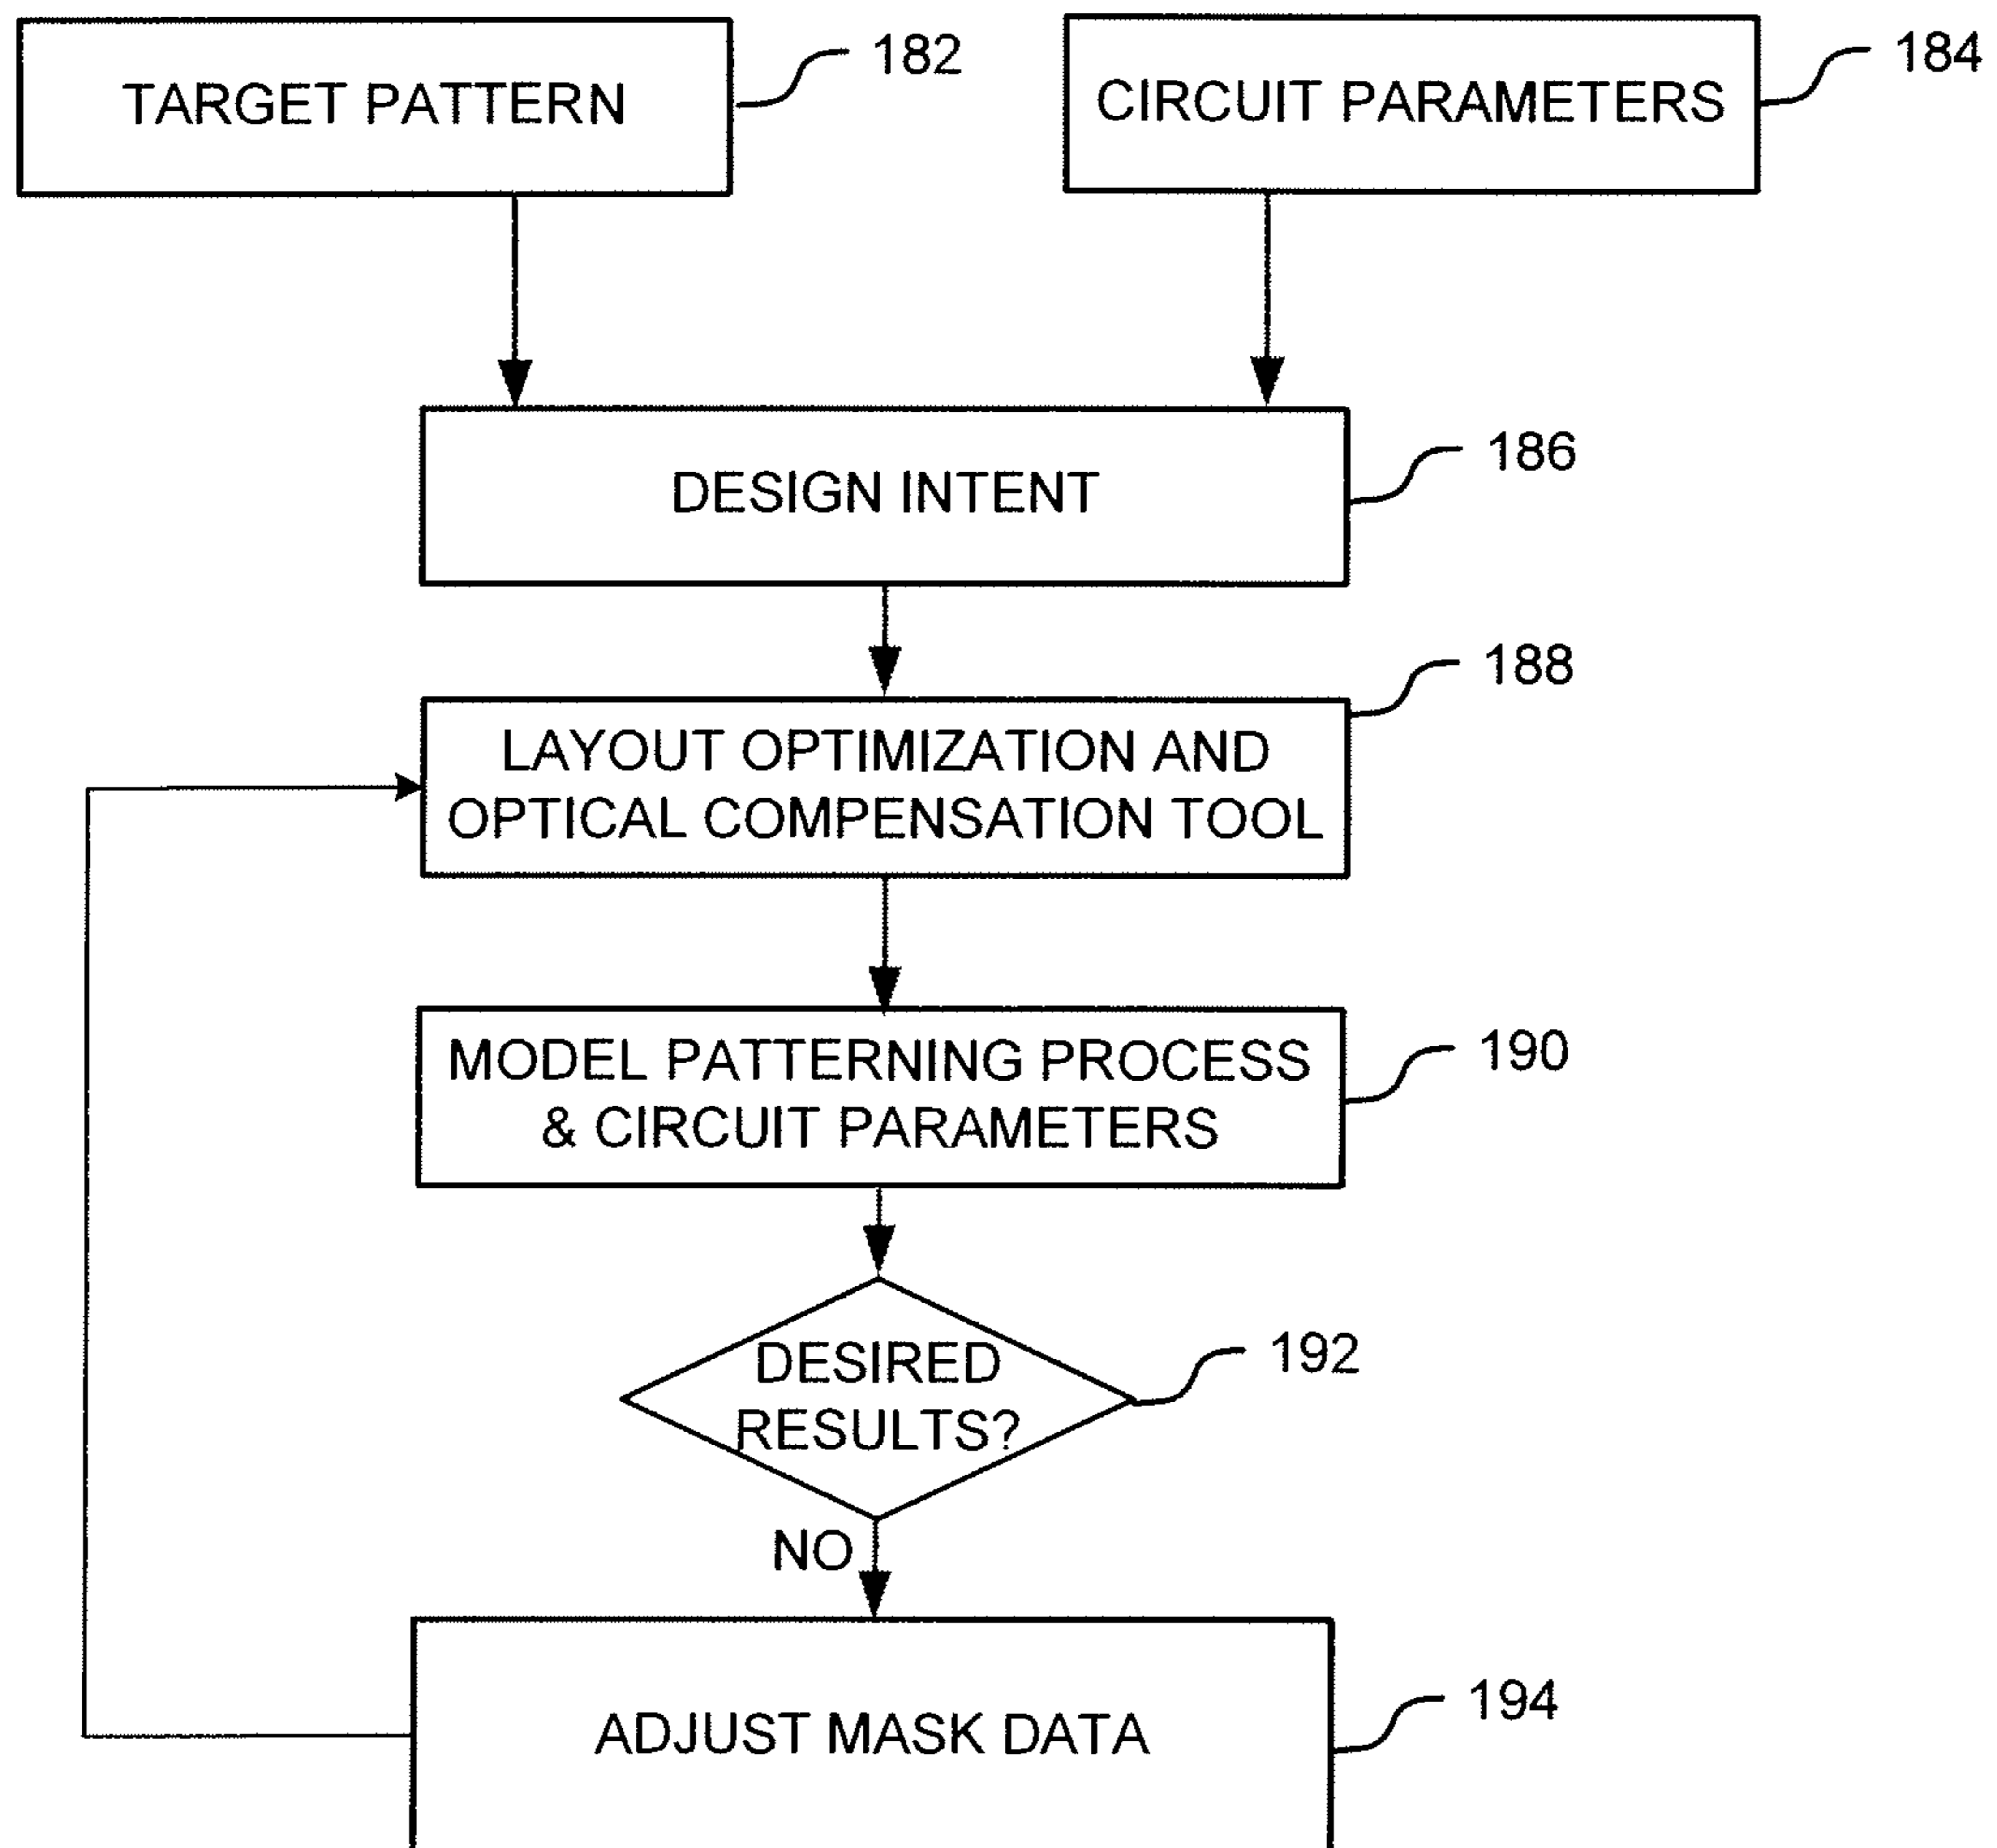 TARGET PATTERN
182
CIRCUIT PARAMETERS
184
DESIGN INTENT
186
188
LAYOUT OPTIMIZATION AND
OPTICAL COMPENSATION TOOL
MODEL PATTERNING PROCESS
& CIRCUIT PARAMETERS
190
DESIRED
RESULTS?
192
NO
ADJUST MASK DATA
194